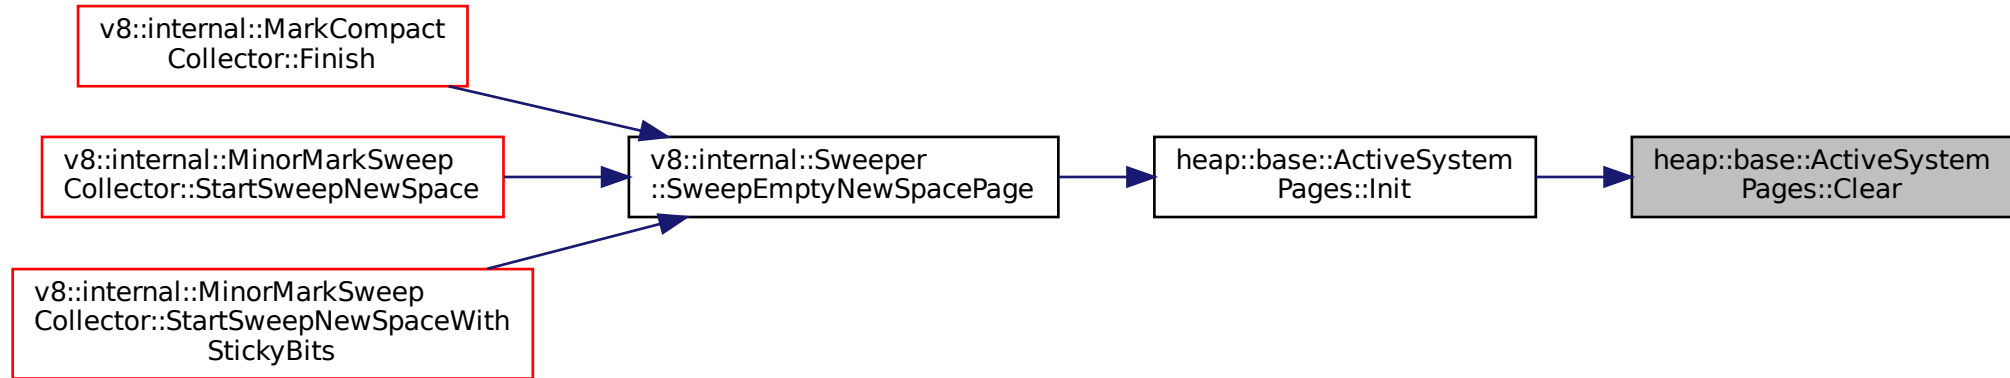 v8::internal::MarkCompact
Collector::Finish
v8::internal::MinorMarkSweep
Collector::StartSweepNewSpace
v8::internal::MinorMarkSweep
Collector::StartSweepNewSpaceWith
StickyBits
v8::internal::Sweeper
::SweepEmptyNewSpacePage
heap::base::ActiveSystem
Pages::Init
heap::base::ActiveSystem
Pages::Clear